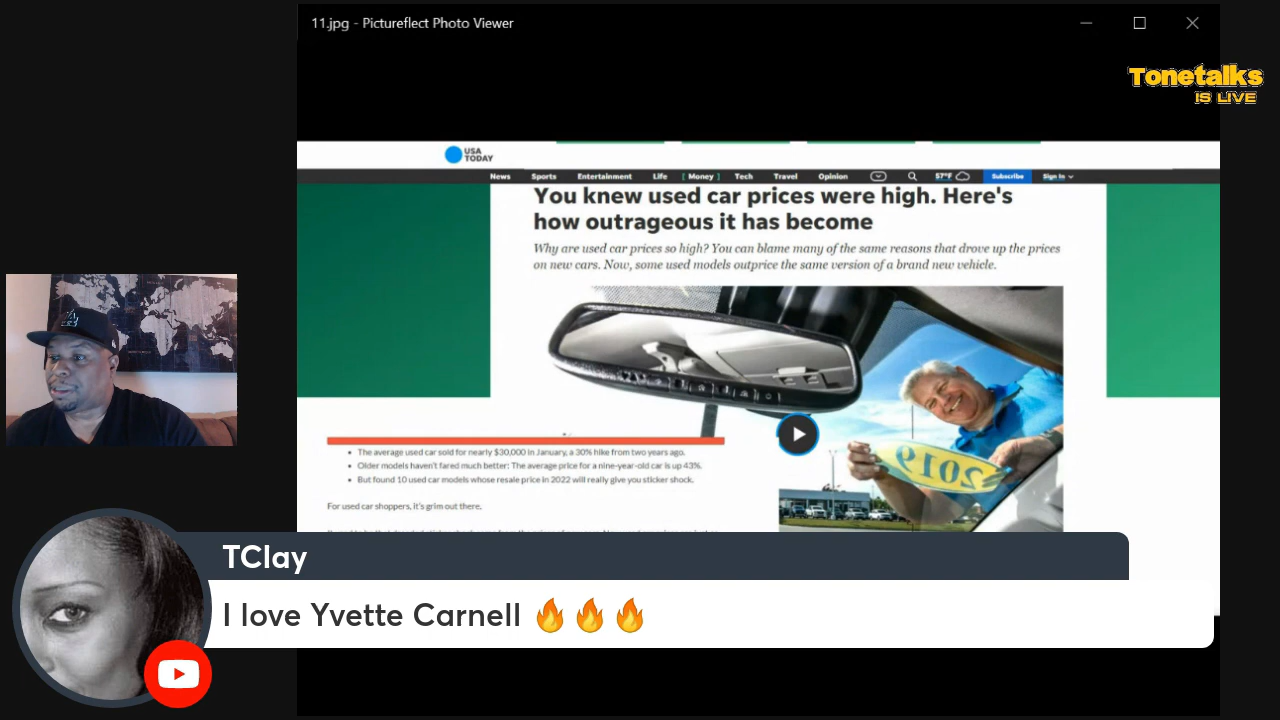 11.jpg - Pictureflect Photo Viewer
Tonetalks
IS LIVE
USA
TODAY
News Sports Entertainment Life [ Money ] Tech Travel Opinion 57°F Subscribe Sign In
You knew used car prices were high. Here's
how outrageous it has become
Why are used car prices so high? You can blame many of the same reasons that drove up the prices
on new cars. Now, some used models outprice the same version of a brand new vehicle.
2019
• The average used car sold for nearly $30,000 in January, a 30% hike from two years ago.
• Older models haven't fared much better: The average price for a nine-year-old car is up 43%.
• But found 10 used car models whose resale price in 2022 will really give you sticker shock.
For used car shoppers, it's grim out there.
TClay
I love Yvette Carnell 🔥🔥🔥